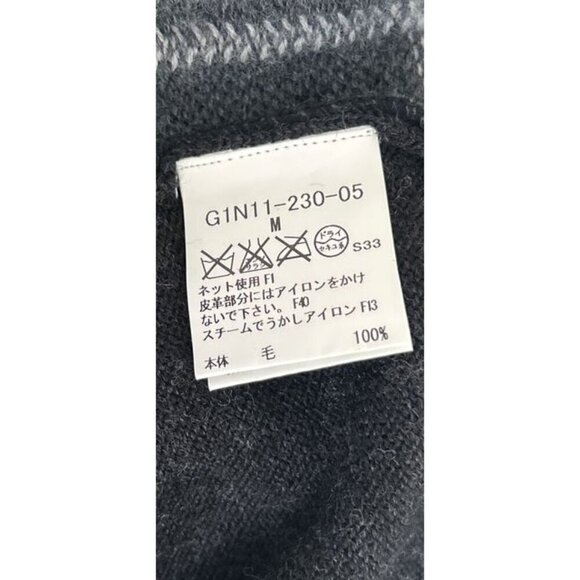 G1N11-230-05
M
ドライ
セキユ系
S33
ネット使用 F1
皮革部分にはアイロンをかけ
ないで下さい。 F40
スチームでうかしアイロン F13
本体 毛 100%